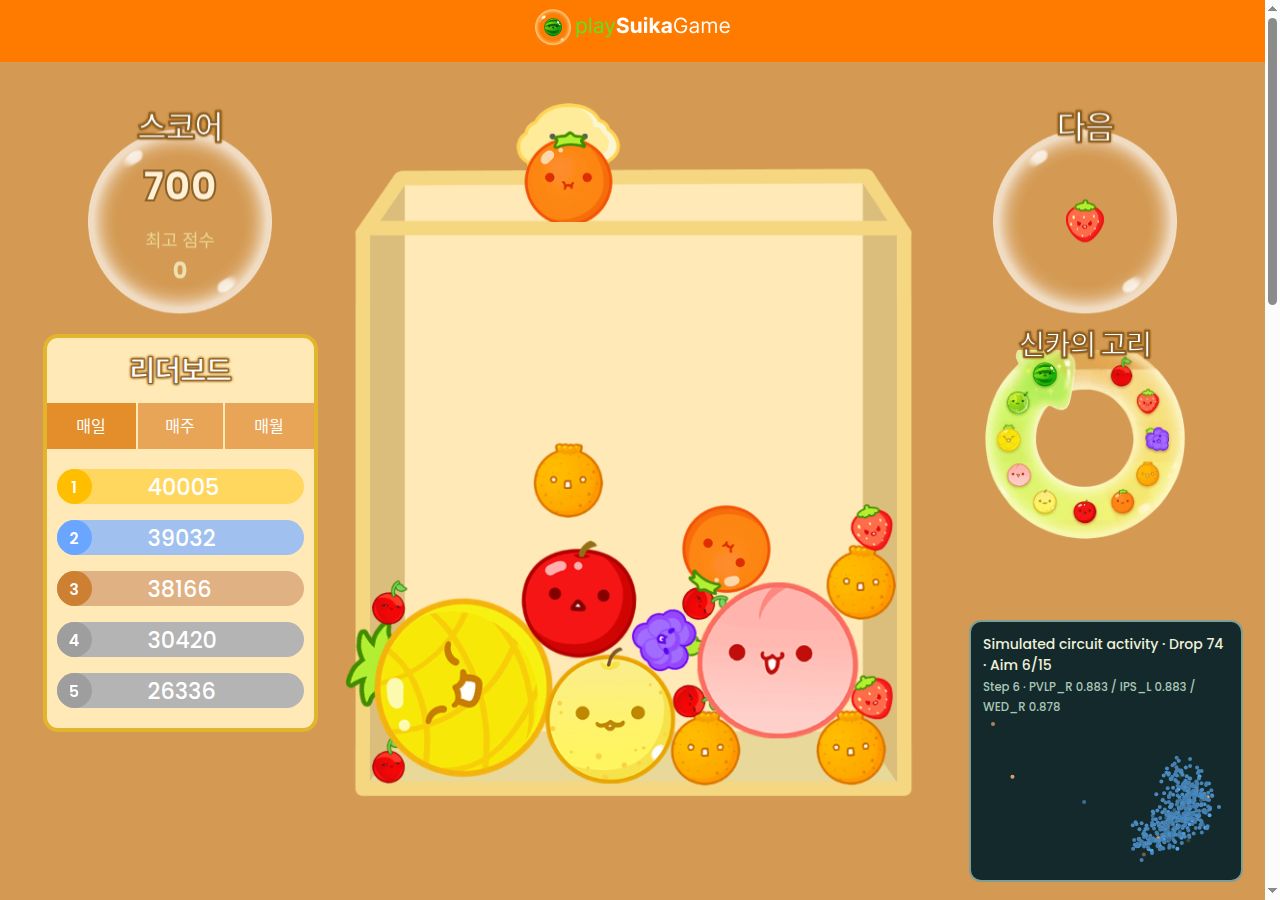 playSuikaGame
스코어
700
최고 점수
0
다음
리더보드
매일 매주 매월
1 40005
2 39032
3 38166
4 30420
5 26336
신카의 고리
Simulated circuit activity · Drop 74
· Aim 6/15
Step 6 · PVLP_R 0.883 / IPS_L 0.883 /
WED_R 0.878